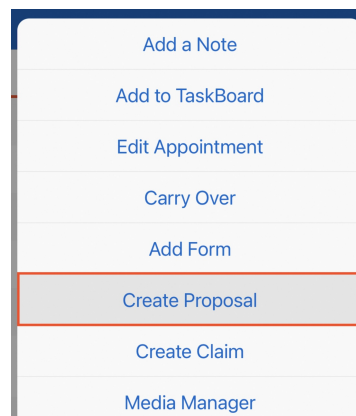 Add a Note
Add to TaskBoard
Edit Appointment
Carry Over
Add Form
Create Proposal
Create Claim
Media Manager